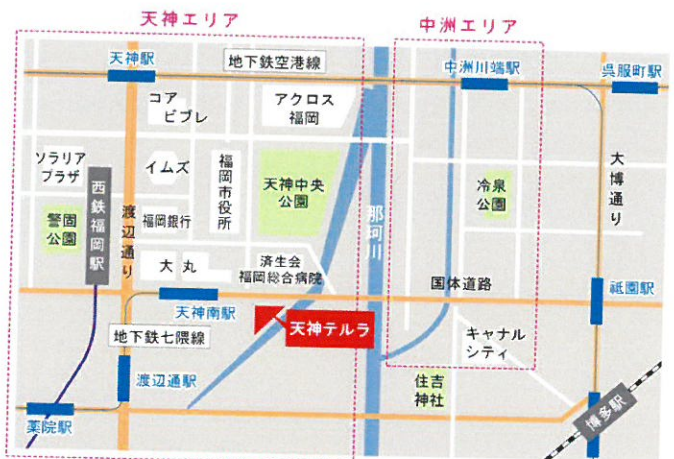 天神エリア
中洲エリア
天神駅
地下鉄空港線
中洲川端駅
呉服町駅
コア
ビブレ
アクロス
福岡
ソラリア
プラザ
西鉄福岡駅
渡辺通り
イムズ
福岡市役所
天神中央
公園
那珂川
冷泉
公園
大博通り
警固
公園
福岡銀行
大丸
済生会
福岡総合病院
国体道路
祗園駅
天神南駅
天神テルラ
地下鉄七隈線
キャナル
シティ
渡辺通駅
住吉
神社
博多駅
薬院駅